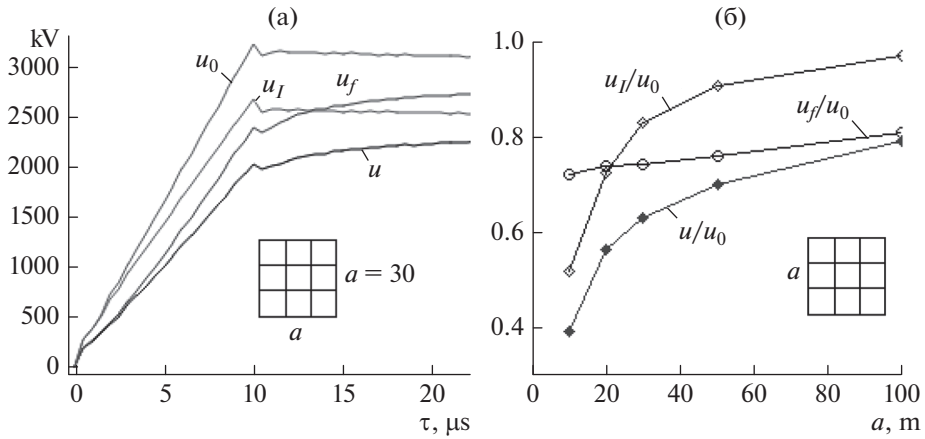 (а)
kV
3000
2500
2000
1500
1000
500
0
u0
uI
uf
u
a = 30
a
0 5 10 15 20
τ, μs
(б)
1.0
0.8
0.6
0.4
uI/u0
uf/u0
u/u0
a
0 20 40 60 80 100
a, m